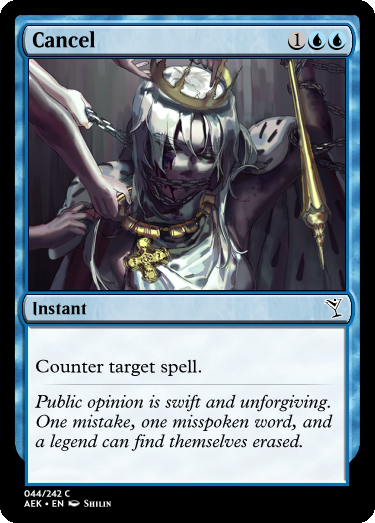 Cancel 1
Instant
Counter target spell.
Public opinion is swift and unforgiving.
One mistake, one misspoken word, and
a legend can find themselves erased.
044/242 C
AEK • EN Shilin